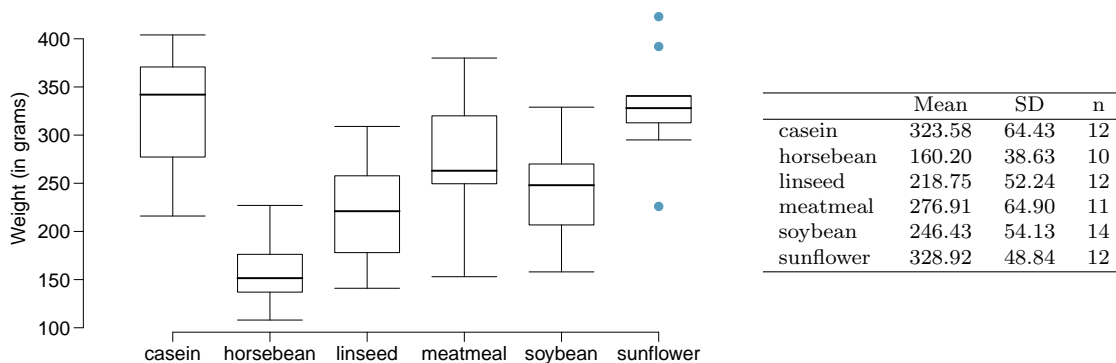 Weight (in grams)
400
350
300
250
200
150
100
casein horsebean linseed meatmeal soybean sunflower
Mean SD n
casein 323.58 64.43 12
horsebean 160.20 38.63 10
linseed 218.75 52.24 12
meatmeal 276.91 64.90 11
soybean 246.43 54.13 14
sunflower 328.92 48.84 12